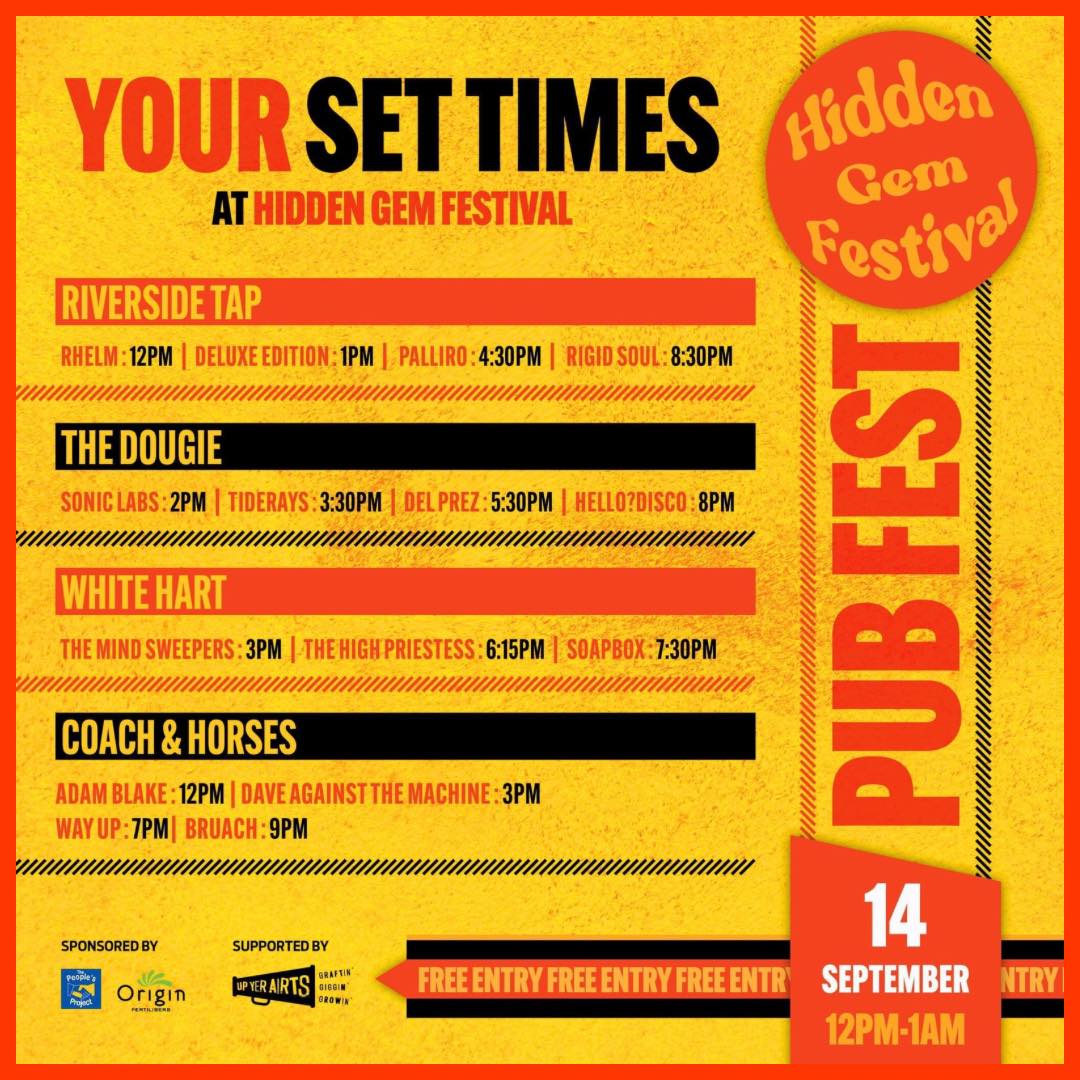 YOUR SET TIMES
AT HIDDEN GEM FESTIVAL
Hidden
Gem
Festival
RIVERSIDE TAP
RHELM : 12PM | DELUXE EDITION : 1PM | PALLIRO : 4:30PM | RIGID SOUL : 8:30PM
THE DOUGIE
SONIC LABS : 2PM | TIDERAYS : 3:30PM | DEL PREZ : 5:30PM | HELLO?DISCO : 8PM
WHITE HART
THE MIND SWEEPERS : 3PM | THE HIGH PRIESTESS : 6:15PM | SOAPBOX : 7:30PM
COACH & HORSES
ADAM BLAKE : 12PM | DAVE AGAINST THE MACHINE : 3PM
WAY UP : 7PM | BRUACH : 9PM
PUB FEST
14
SEPTEMBER
12PM-1AM
SPONSORED BY
The
People's
Project
Origin
FERTILISERS
SUPPORTED BY
UP YER AIRTS
GRAFTIN'
GIGGIN'
GROWIN'
FREE ENTRY FREE ENTRY FREE ENTRY NTRY